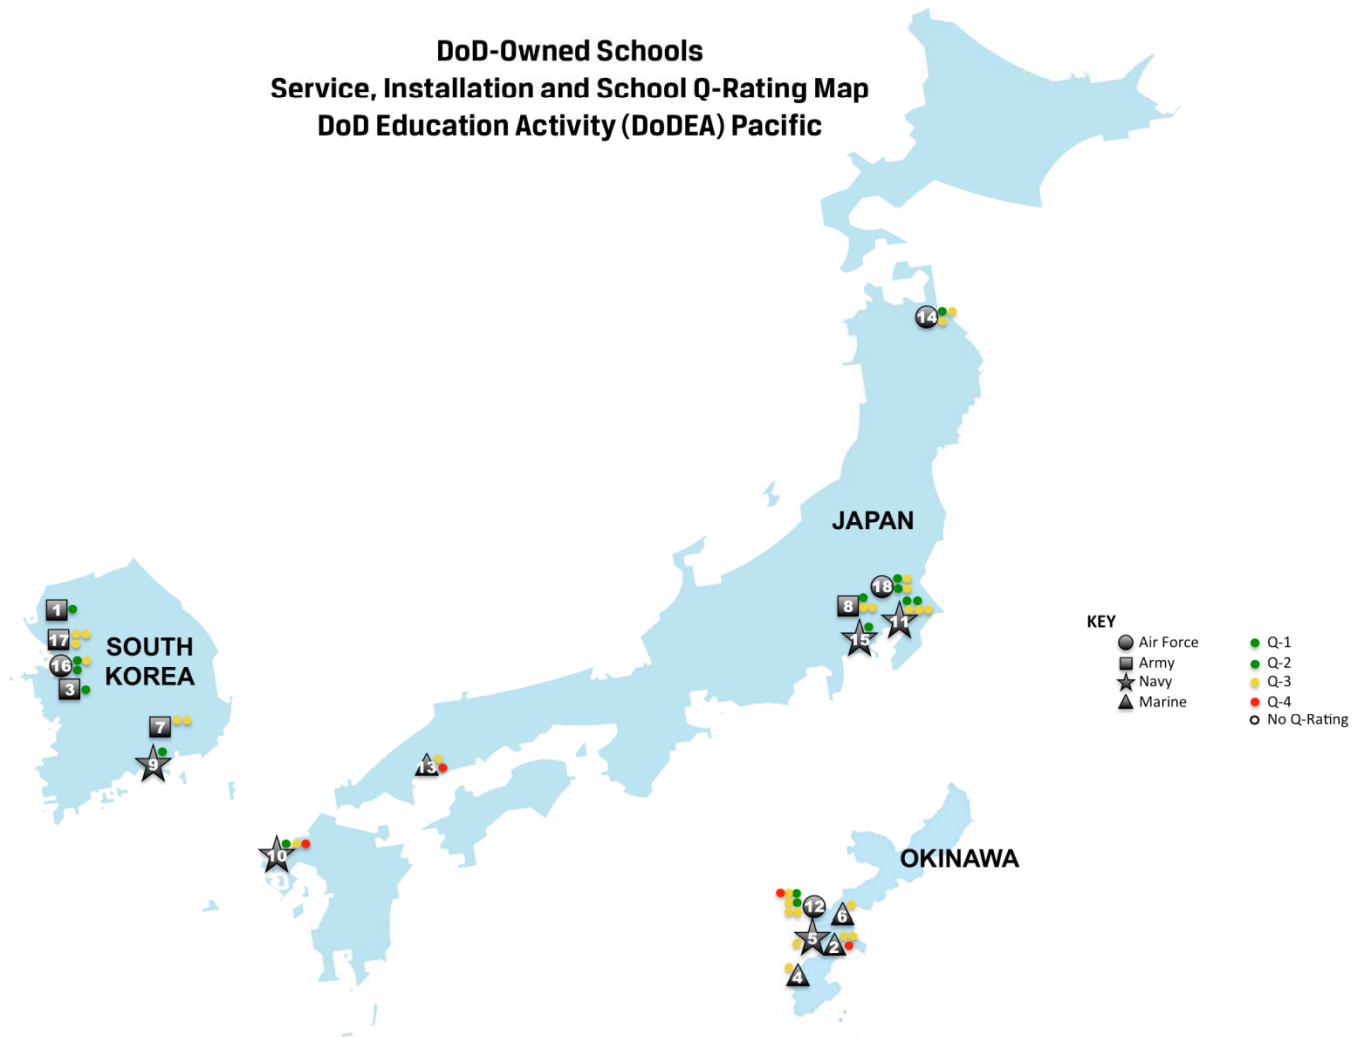 DoD-Owned Schools
Service, Installation and School Q-Rating Map
DoD Education Activity (DoDEA) Pacific
14
JAPAN
18
8
11
15
1
17
SOUTH
KOREA
16
3
7
9
13
10
KEY
Air Force
Army
Navy
Marine
Q-1
Q-2
Q-3
Q-4
No Q-Rating
OKINAWA
12
6
5
2
4